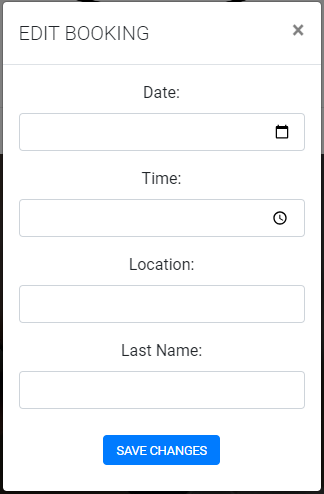 EDIT BOOKING ×
Date:
Time:
Location:
Last Name:
SAVE CHANGES